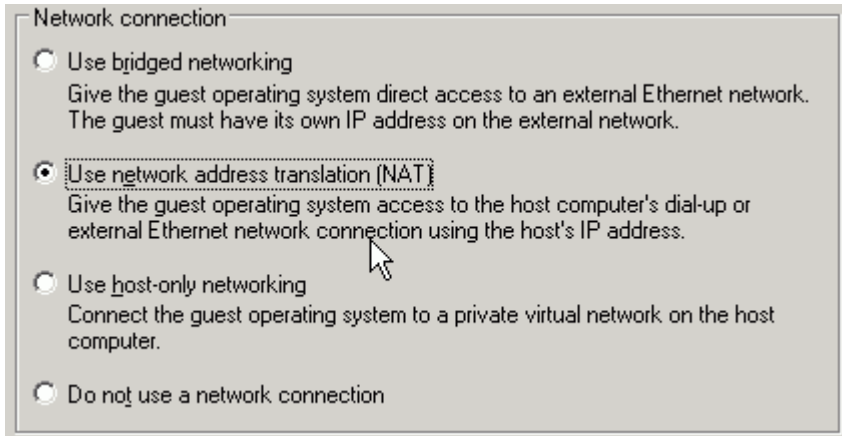 Network connection
Use bridged networking
Give the guest operating system direct access to an external Ethernet network.
The guest must have its own IP address on the external network.
Use network address translation (NAT)
Give the guest operating system access to the host computer's dial-up or
external Ethernet network connection using the host's IP address.
Use host-only networking
Connect the guest operating system to a private virtual network on the host
computer.
Do not use a network connection